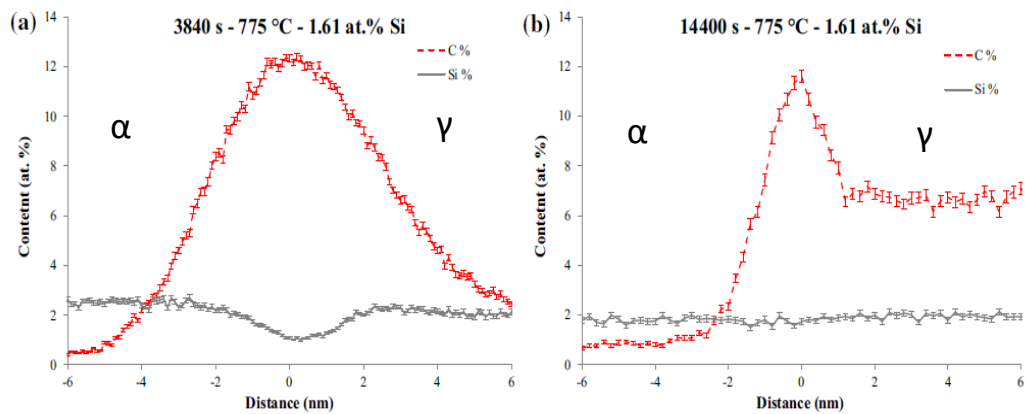 (a)
3840 s - 775 °C - 1.61 at.% Si
C %
Si %
α
γ
Contetnt (at. %)
14
12
10
8
6
4
2
0
-6 -4 -2 0 2 4 6
Distance (nm)
(b)
14400 s - 775 °C - 1.61 at.% Si
C %
Si %
α
γ
Contetnt (at. %)
14
12
10
8
6
4
2
0
-6 -4 -2 0 2 4 6
Distance (nm)